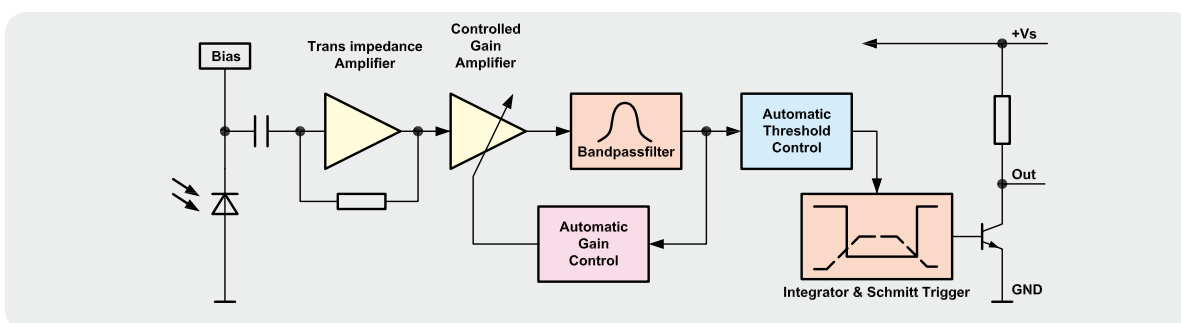 Bias
Trans impedance
Amplifier
Controlled
Gain
Amplifier
Bandpassfilter
Automatic
Threshold
Control
Automatic
Gain
Control
Integrator & Schmitt Trigger
+Vs
Out
GND